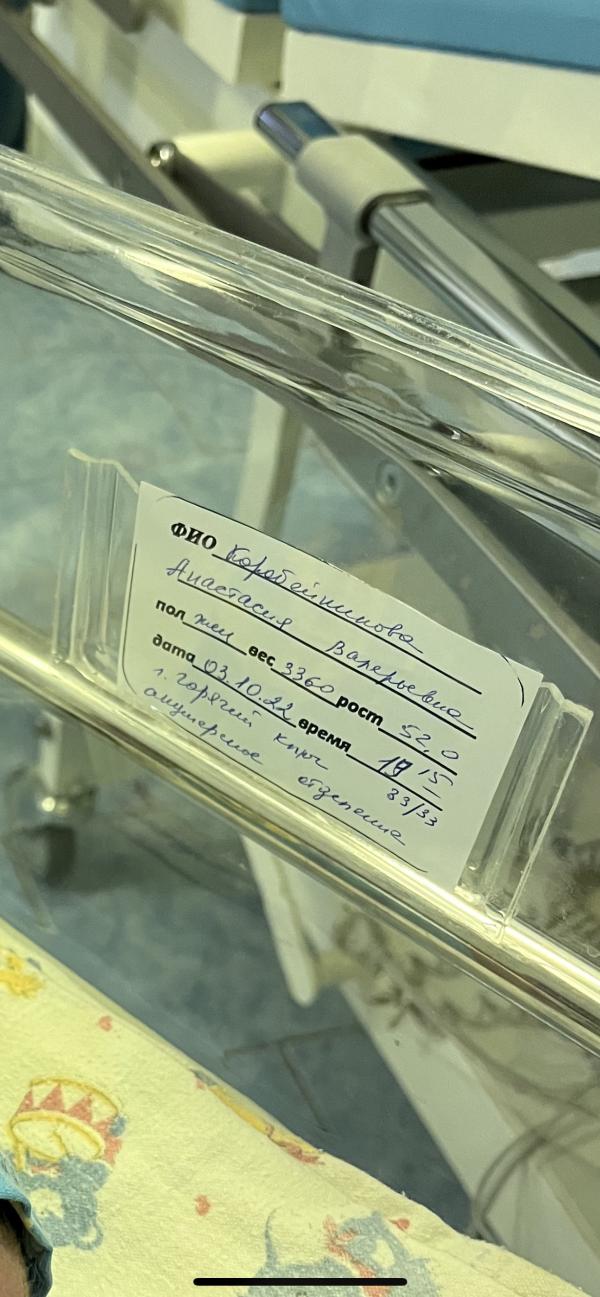 ФИО Коробейникова
Анастасия Валерьевна
пол жен вес 3360 рост 52,0
дата 03.10.22 время 19 15
г. горячий ключ 33/33
акушерское отделение